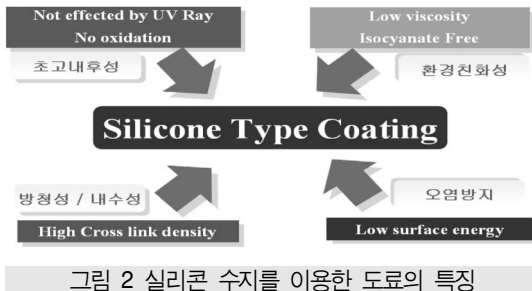 Not effected by UV Ray
No oxidation
초고내후성
Low viscosity
Isocyanate Free
환경친화성
Silicone Type Coating
방청성 / 내수성
High Cross link density
오염방지
Low surface energy
그림 2 실리콘 수지를 이용한 도료의 특징